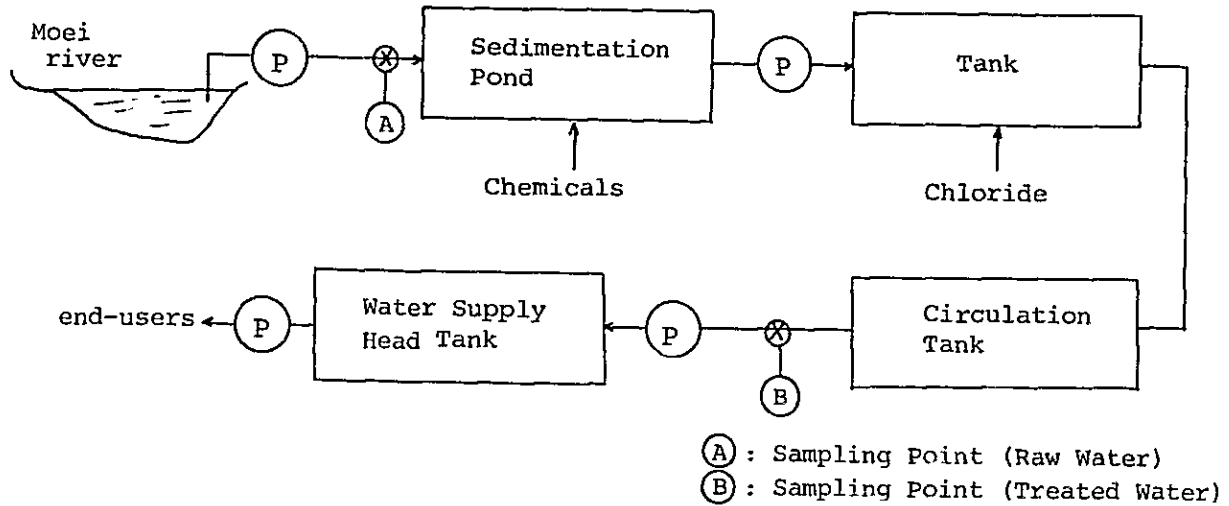 Moei
river
P
A
Sedimentation
Pond
Chemicals
P
Tank
Chloride
end-users
P
Water Supply
Head Tank
P
B
Circulation
Tank
A : Sampling Point (Raw Water)
B : Sampling Point (Treated Water)